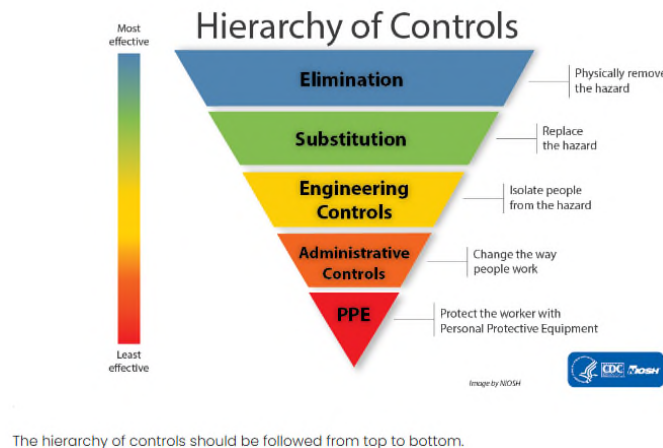 Hierarchy of Controls
Most
effective
Elimination
Physically remove
the hazard
Substitution
Replace
the hazard
Engineering
Controls
Isolate people
from the hazard
Administrative
Controls
Change the way
people work
PPE
Protect the worker with
Personal Protective Equipment
Least
effective
Image by NIOSH
CDC NIOSH
The hierarchy of controls should be followed from top to bottom.